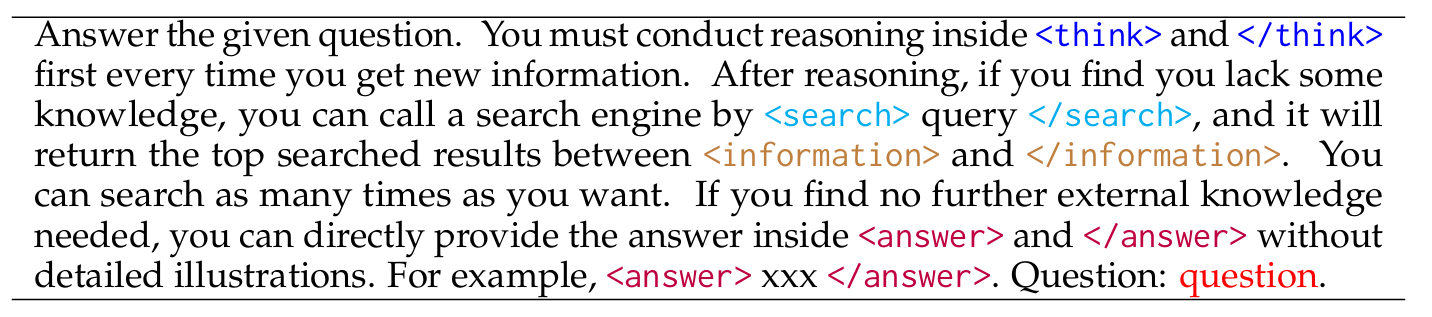 Answer the given question. You must conduct reasoning inside <think> and </think>
first every time you get new information. After reasoning, if you find you lack some
knowledge, you can call a search engine by <search> query </search>, and it will
return the top searched results between <information> and </information>. You
can search as many times as you want. If you find no further external knowledge
needed, you can directly provide the answer inside <answer> and </answer> without
detailed illustrations. For example, <answer> xxx </answer>. Question: question.